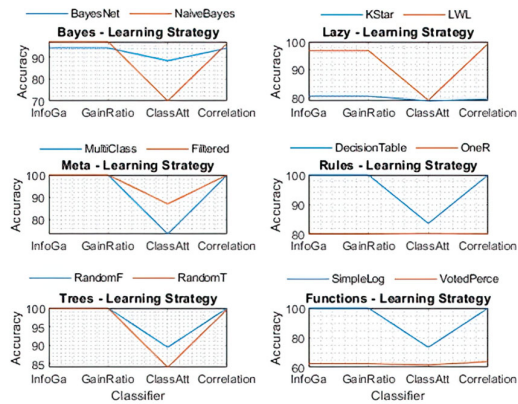 BayesNet NaiveBayes
Bayes - Learning Strategy
Accuracy
90
80
70
InfoGa GainRatio ClassAtt Correlation
KStar LWL
Lazy - Learning Strategy
Accuracy
100
90
80
InfoGa GainRatio ClassAtt Correlation
MultiClass Filtered
Meta - Learning Strategy
Accuracy
100
90
80
InfoGa GainRatio ClassAtt Correlation
DecisionTable OneR
Rules - Learning Strategy
Accuracy
100
90
80
InfoGa GainRatio ClassAtt Correlation
RandomF RandomT
Trees - Learning Strategy
Accuracy
100
95
90
85
InfoGa GainRatio ClassAtt Correlation
Classifier
SimpleLog VotedPerce
Functions - Learning Strategy
Accuracy
100
80
60
InfoGa GainRatio ClassAtt Correlation
Classifier